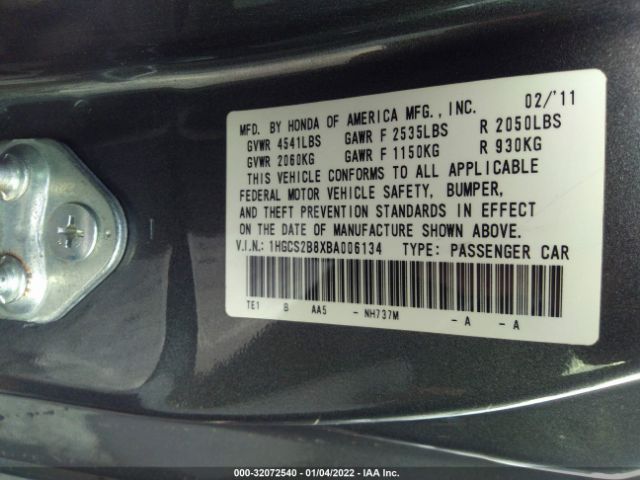 MFD. BY HONDA OF AMERICA MFG., INC. 02/'11
GVWR 4541LBS GAWR F 2535LBS R 2050LBS
GVWR 2060KG GAWR F 1150KG R 930KG
THIS VEHICLE CONFORMS TO ALL APPLICABLE
FEDERAL MOTOR VEHICLE SAFETY, BUMPER,
AND THEFT PREVENTION STANDARDS IN EFFECT
ON THE DATE OF MANUFACTURE SHOWN ABOVE.
V.I.N.: 1HGCS2B8XBA006134 TYPE: PASSENGER CAR
TE1 B AA5 - NH737M - A - A
000-32072540 - 01/04/2022 - IAA Inc.